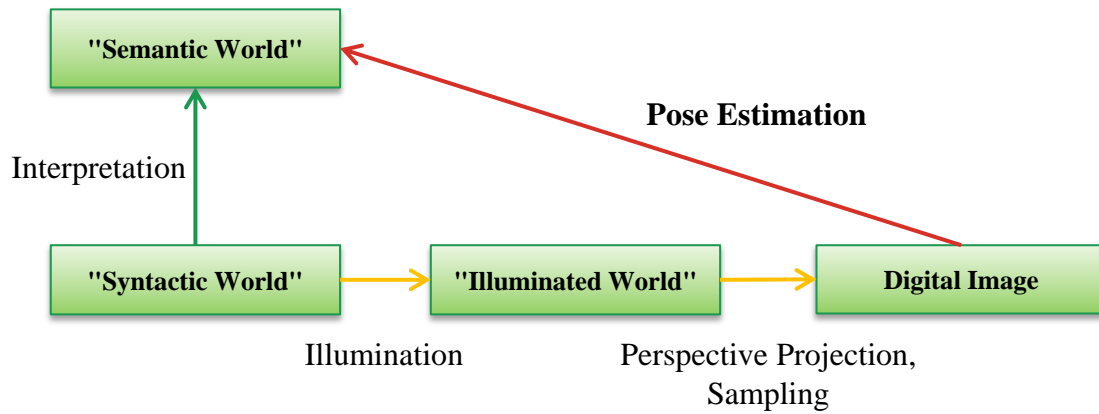 "Semantic World"
Pose Estimation
Interpretation
"Syntactic World"
"Illuminated World"
Digital Image
Illumination
Perspective Projection,
Sampling